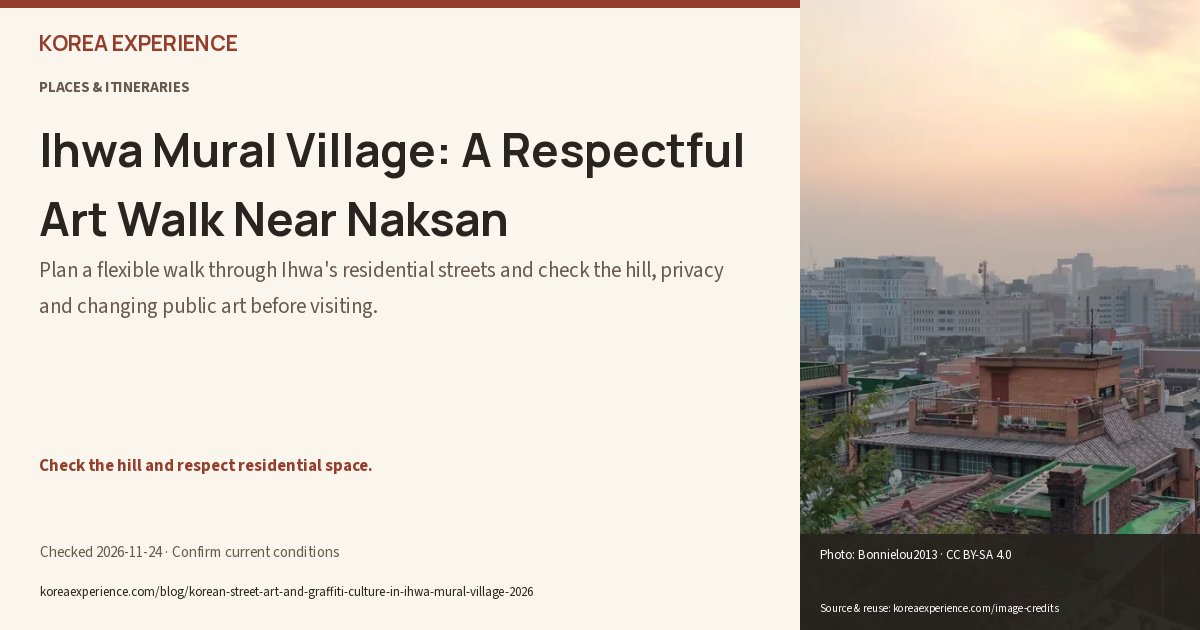 KOREA EXPERIENCE
PLACES & ITINERARIES
Ihwa Mural Village: A Respectful
Art Walk Near Naksan
Plan a flexible walk through Ihwa's residential streets and check the hill, privacy
and changing public art before visiting.
Check the hill and respect residential space.
Checked 2026-11-24 · Confirm current conditions
koreaexperience.com/blog/korean-street-art-and-graffiti-culture-in-ihwa-mural-village-2026
Photo: Bonnielou2013 · CC BY-SA 4.0
Source & reuse: koreaexperience.com/image-credits